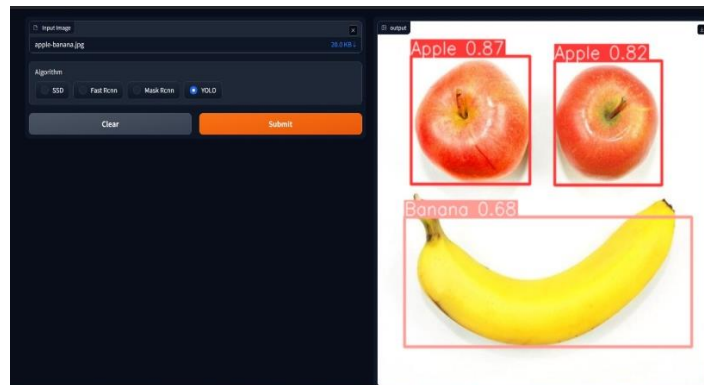 Input Image
apple-banana.jpg
28.0 KB ↓
Algorithm
SSD
Fast Rcnn
Mask Rcnn
YOLO
Clear
Submit
output
Apple 0.87
Apple 0.82
Banana 0.68